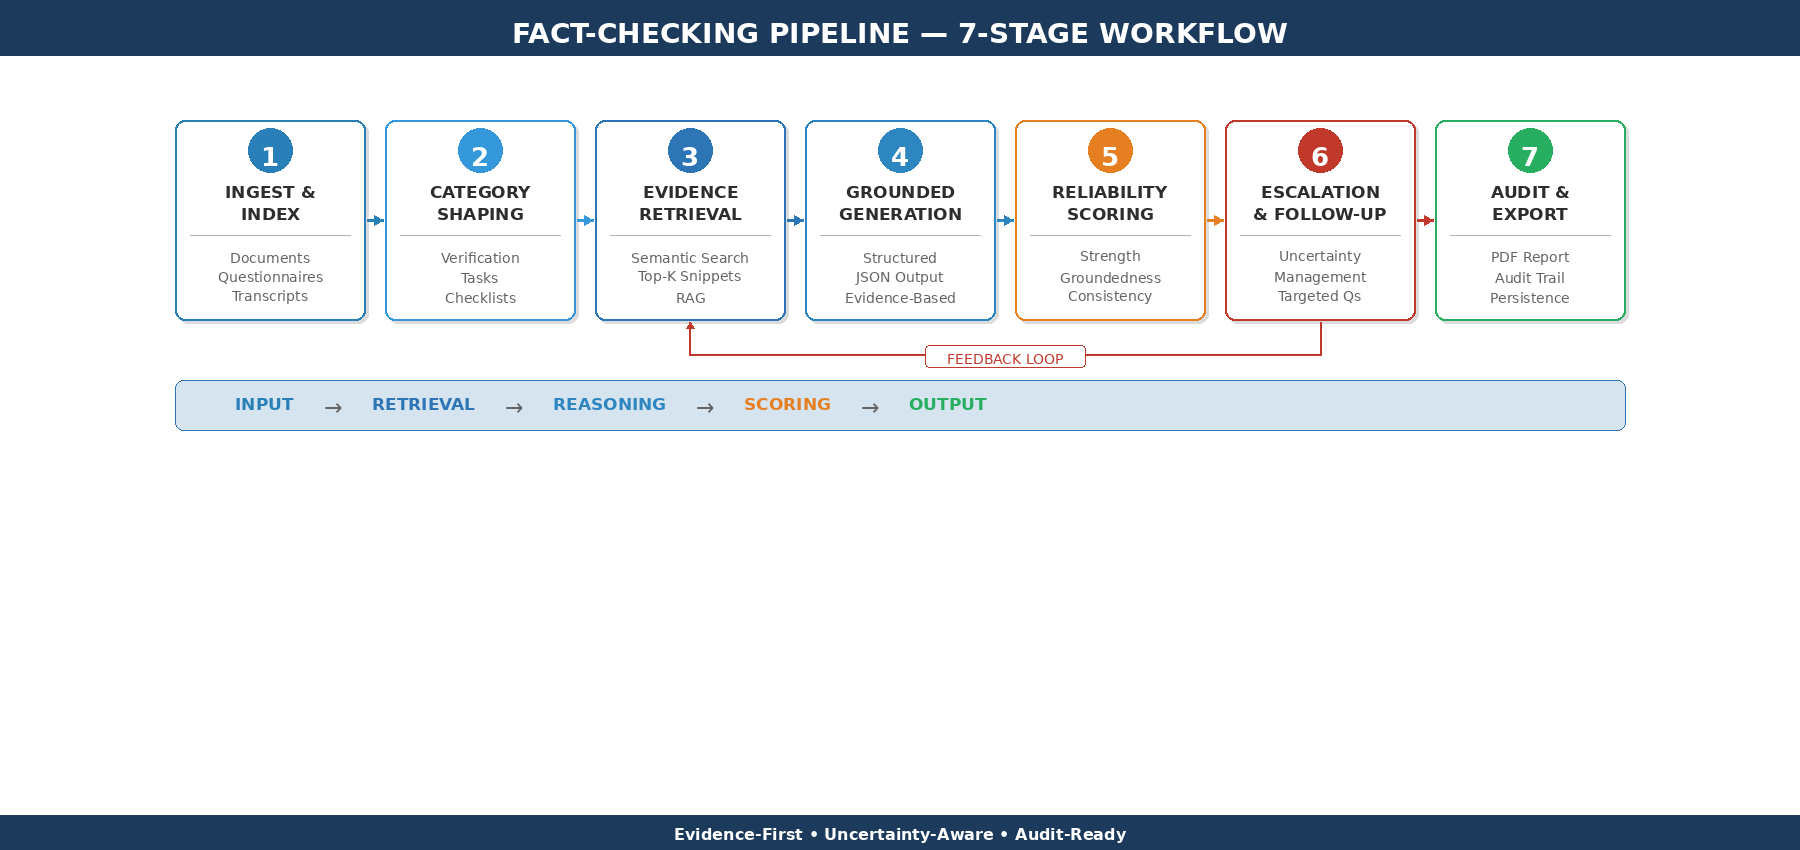 FACT-CHECKING PIPELINE — 7-STAGE WORKFLOW
1
INGEST &
INDEX
Documents
Questionnaires
Transcripts
2
CATEGORY
SHAPING
Verification
Tasks
Checklists
3
EVIDENCE
RETRIEVAL
Semantic Search
Top-K Snippets
RAG
4
GROUNDED
GENERATION
Structured
JSON Output
Evidence-Based
5
RELIABILITY
SCORING
Strength
Groundedness
Consistency
6
ESCALATION
& FOLLOW-UP
Uncertainty
Management
Targeted Qs
7
AUDIT &
EXPORT
PDF Report
Audit Trail
Persistence
FEEDBACK LOOP
INPUT → RETRIEVAL → REASONING → SCORING → OUTPUT
Evidence-First • Uncertainty-Aware • Audit-Ready